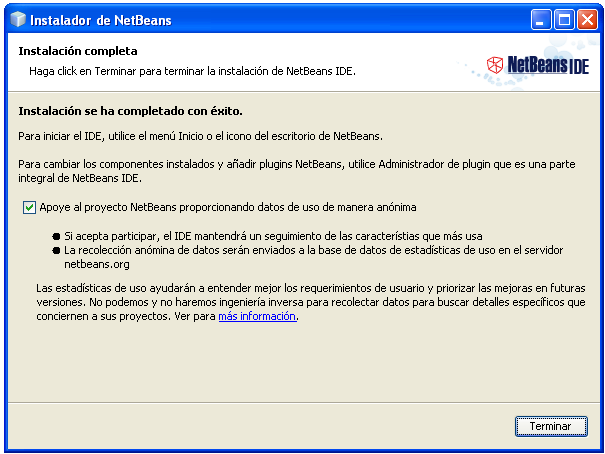 Instalador de NetBeans
Instalación completa
Haga click en Terminar para terminar la instalación de NetBeans IDE.
NetBeans IDE
Instalación se ha completado con éxito.
Para iniciar el IDE, utilice el menú Inicio o el icono del escritorio de NetBeans.
Para cambiar los componentes instalados y añadir plugins NetBeans, utilice Administrador de plugin que es una parte
integral de NetBeans IDE.
Apoye al proyecto NetBeans proporcionando datos de uso de manera anónima
● Si acepta participar, el IDE mantendrá un seguimiento de las característias que más usa
● La recolección anómina de datos serán enviados a la base de datos de estadísticas de uso en el servidor
netbeans.org
Las estadísticas de uso ayudarán a entender mejor los requerimientos de usuario y priorizar las mejoras en futuras
versiones. No podemos y no haremos ingeniería inversa para recolectar datos para buscar detalles específicos que
conciernen a sus proyectos. Ver para más información.
Terminar